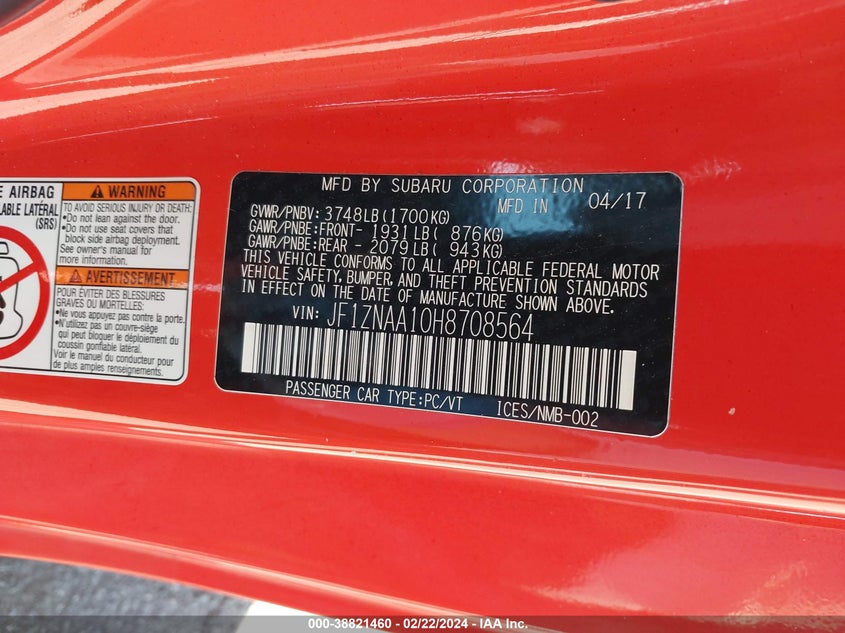 E AIRBAG
LABLE LATÉRAL
(SRS)
WARNING
TO AVOID SERIOUS INJURY OR DEATH:
•Do not lean against the door.
•Do not use seat covers that
block side airbag deployment.
See owner's manual for
more information.
AVERTISSEMENT
POUR ÉVITER DES BLESSURES
GRAVES OU MORTELLES:
•Ne vous appuyez pas contre la porte.
•N'utilisez pas de couvre-siège
qui peut bloquer déploiement du
coussin gonflable latéral.
Voir le manuel du conducteur pour
de plus amples informations.
MFD BY SUBARU CORPORATION
MFD IN 04/17
GVWR/PNBV: 3748LB(1700KG)
GAWR/PNBE:FRONT- 1931LB( 876KG)
GAWR/PNBE:REAR - 2079LB( 943KG)
THIS VEHICLE CONFORMS TO ALL APPLICABLE FEDERAL MOTOR
VEHICLE SAFETY, BUMPER, AND THEFT PREVENTION STANDARDS
IN EFFECT ON THE DATE OF MANUFACTURE SHOWN ABOVE.
VIN: JF1ZNAA10H8708564
PASSENGER CAR TYPE:PC/VT ICES/NMB-002
000-38821460 - 02/22/2024 - IAA Inc.